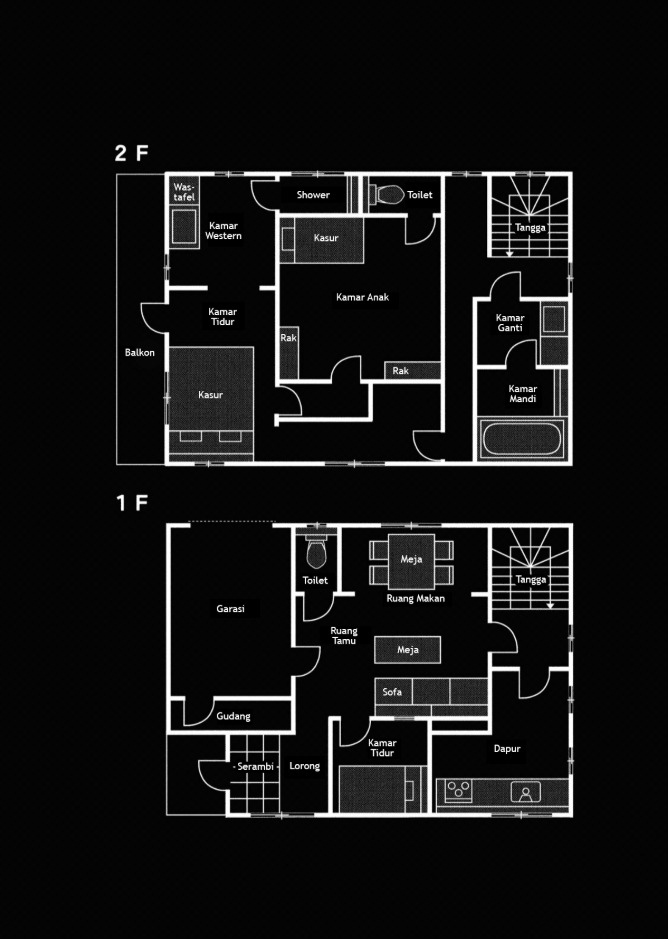 2 F
Was-
tafel
Shower
Toilet
Kamar
Western
Tangga
Kasur
Kamar Anak
Kamar
Tidur
Kamar
Ganti
Balkon
Rak
Rak
Kasur
Kamar
Mandi
1 F
Meja
Toilet
Tangga
Ruang Makan
Garasi
Ruang
Tamu
Meja
Sofa
Gudang
Kamar
Tidur
Dapur
- Serambi -
Lorong